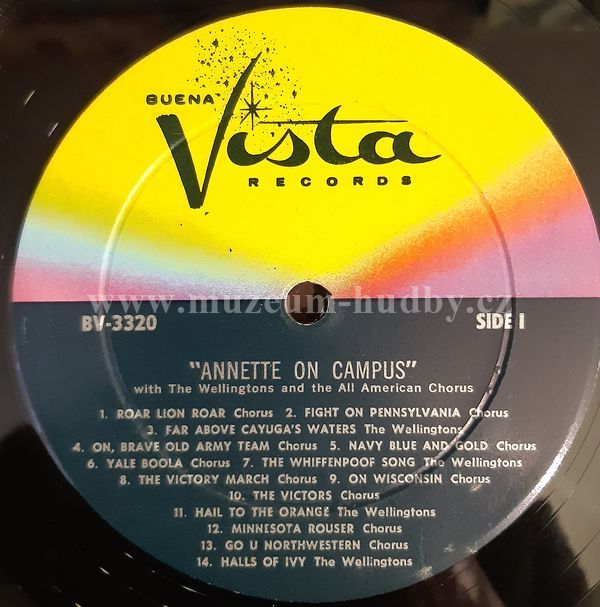 BUENA
Vista
RECORDS
www.muzeum-hudby.cz
BV-3320 SIDE 1
"ANNETTE ON CAMPUS"
with The Wellingtons and the All American Chorus
1. ROAR LION ROAR Chorus 2. FIGHT ON PENNSYLVANIA Chorus
3. FAR ABOVE CAYUGA'S WATERS The Wellingtons
4. ON, BRAVE OLD ARMY TEAM Chorus 5. NAVY BLUE AND GOLD Chorus
6. YALE BOOLA Chorus 7. THE WHIFFENPOOF SONG The Wellingtons
8. THE VICTORY MARCH Chorus 9. ON WISCONSIN Chorus
10. THE VICTORS Chorus
11. HAIL TO THE ORANGE The Wellingtons
12. MINNESOTA ROUSER Chorus
13. GO U NORTHWESTERN Chorus
14. HALLS OF IVY The Wellingtons